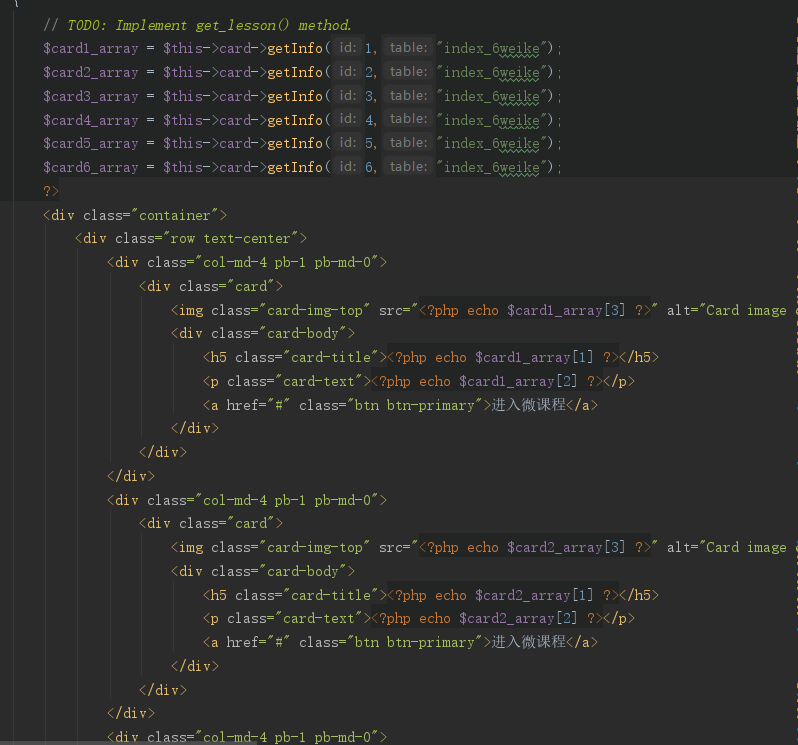 {
// TODO: Implement get_lesson() method.
$card1_array = $this->card->getInfo( id: 1, table: "index_6weike");
$card2_array = $this->card->getInfo( id: 2, table: "index_6weike");
$card3_array = $this->card->getInfo( id: 3, table: "index_6weike");
$card4_array = $this->card->getInfo( id: 4, table: "index_6weike");
$card5_array = $this->card->getInfo( id: 5, table: "index_6weike");
$card6_array = $this->card->getInfo( id: 6, table: "index_6weike");
?>
<div class="container">
<div class="row text-center">
<div class="col-md-4 pb-1 pb-md-0">
<div class="card">
<img class="card-img-top" src="<?php echo $card1_array[3] ?>" alt="Card image
<div class="card-body">
<h5 class="card-title"><?php echo $card1_array[1] ?></h5>
<p class="card-text"><?php echo $card1_array[2] ?></p>
<a href="#" class="btn btn-primary">进入微课程</a>
</div>
</div>
</div>
<div class="col-md-4 pb-1 pb-md-0">
<div class="card">
<img class="card-img-top" src="<?php echo $card2_array[3] ?>" alt="Card image
<div class="card-body">
<h5 class="card-title"><?php echo $card2_array[1] ?></h5>
<p class="card-text"><?php echo $card2_array[2] ?></p>
<a href="#" class="btn btn-primary">进入微课程</a>
</div>
</div>
</div>
<div class="col-md-4 pb-1 pb-md-0">